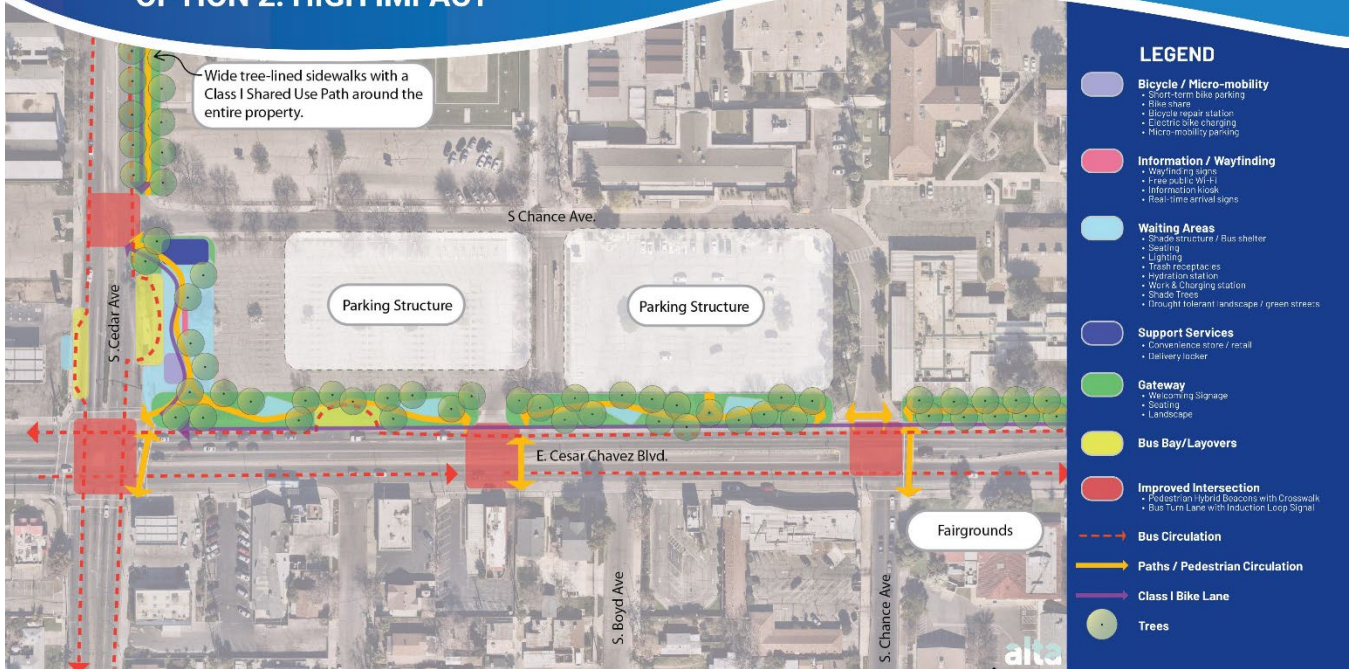 OPTION 2: HIGH IMPACT
Wide tree-lined sidewalks with a
Class I Shared Use Path around the
entire property.
S Chance Ave.
Parking Structure
Parking Structure
S. Cedar Ave
E. Cesar Chavez Blvd.
Fairgrounds
S. Boyd Ave
S. Chance Ave
alta
LEGEND
Bicycle / Micro-mobility
• Short-term bike parking
• Bike share
• Bicycle repair station
• Electric bike charging
• Micro-mobility parking
Information / Wayfinding
• Wayfinding signs
• Free public Wi-Fi
• Information kiosk
• Real-time arrival signs
Waiting Areas
• Shade structure / Bus shelter
• Seating
• Lighting
• Trash receptacles
• Hydration station
• Work & Charging station
• Shade Trees
• Drought tolerant landscape / green streets
Support Services
• Convenience store / retail
• Delivery locker
Gateway
• Welcoming Signage
• Seating
• Landscape
Bus Bay/Layovers
Improved Intersection
• Pedestrian Hybrid Beacons with Crosswalk
• Bus Turn Lane with Induction Loop Signal
Bus Circulation
Paths / Pedestrian Circulation
Class I Bike Lane
Trees